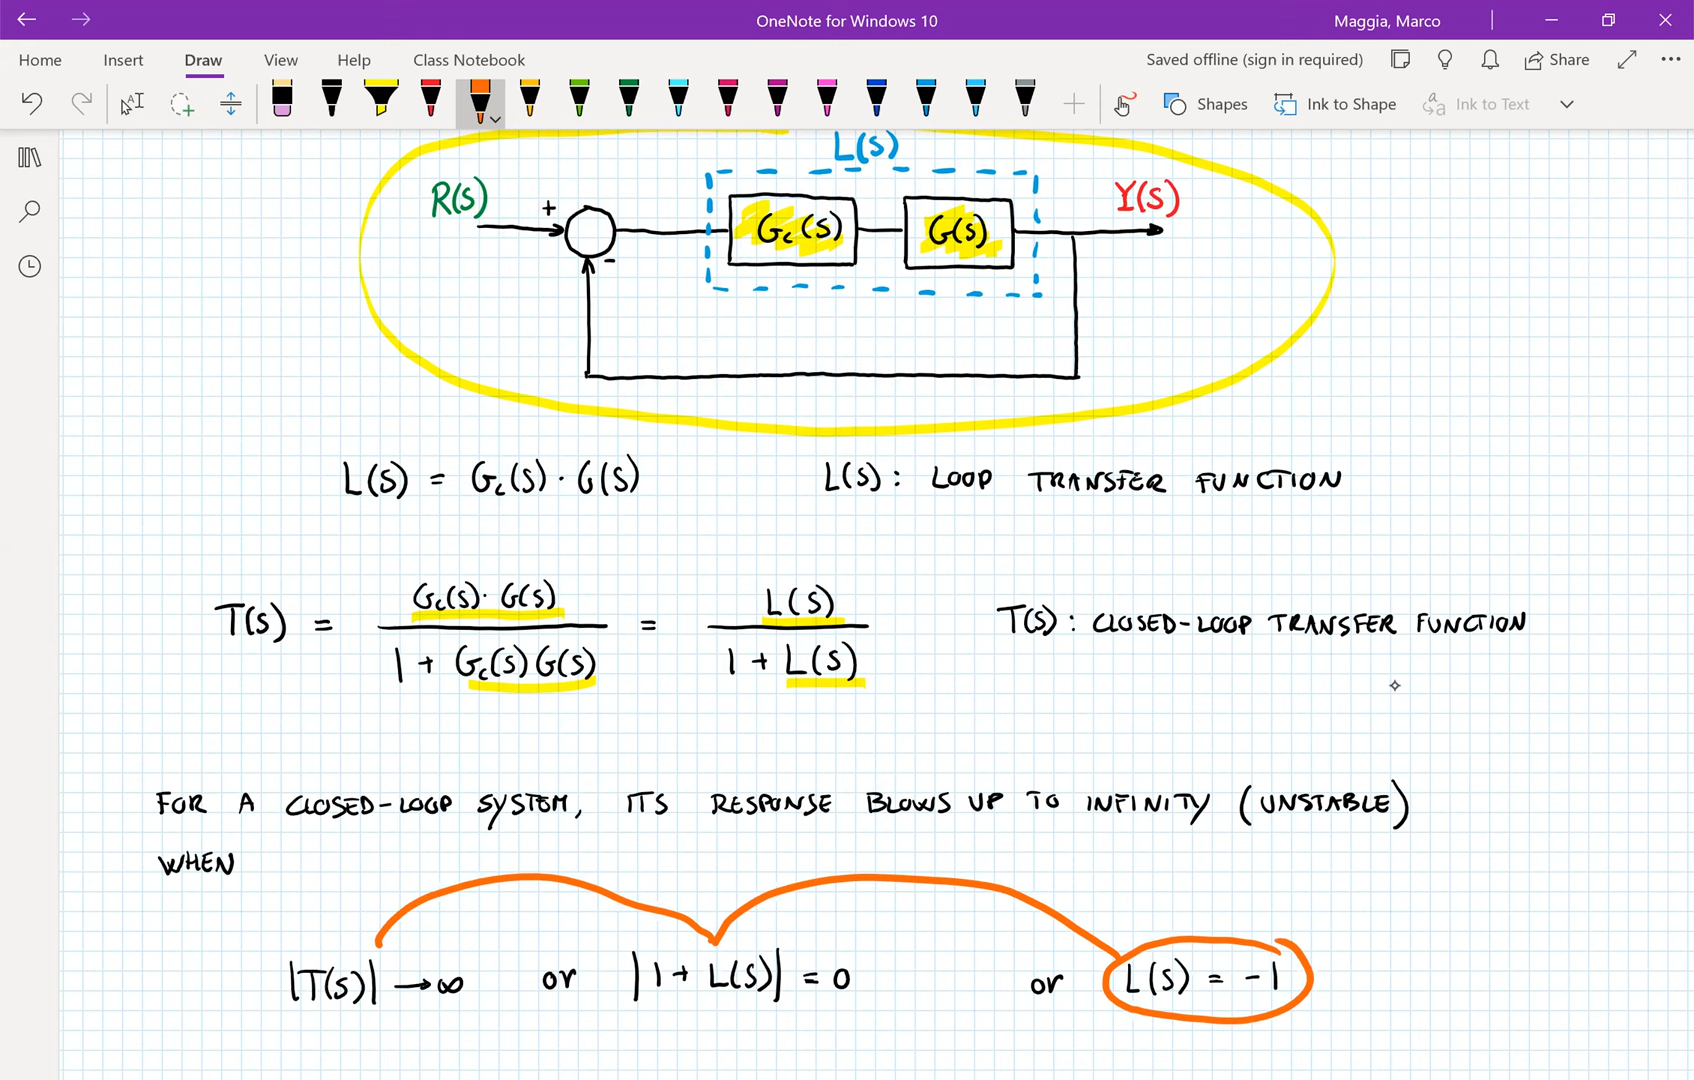 OneNote for Windows 10
Maggia, Marco
Home Insert Draw View Help Class Notebook
Saved offline (sign in required) Share
Shapes Ink to Shape Ink to Text
L(s)
R(s) + Gc(s) G(s) Y(s)
-
L(s) = Gc(s) · G(s) L(s): LOOP TRANSFER FUNCTION
Gc(s) · G(s) L(s)
T(s) = = T(s): CLOSED-LOOP TRANSFER FUNCTION
1 + Gc(s) G(s) 1 + L(s)
FOR A CLOSED-LOOP SYSTEM, ITS RESPONSE BLOWS UP TO INFINITY (UNSTABLE)
WHEN
|T(s)| → ∞ or |1 + L(s)| = 0 or L(s) = -1